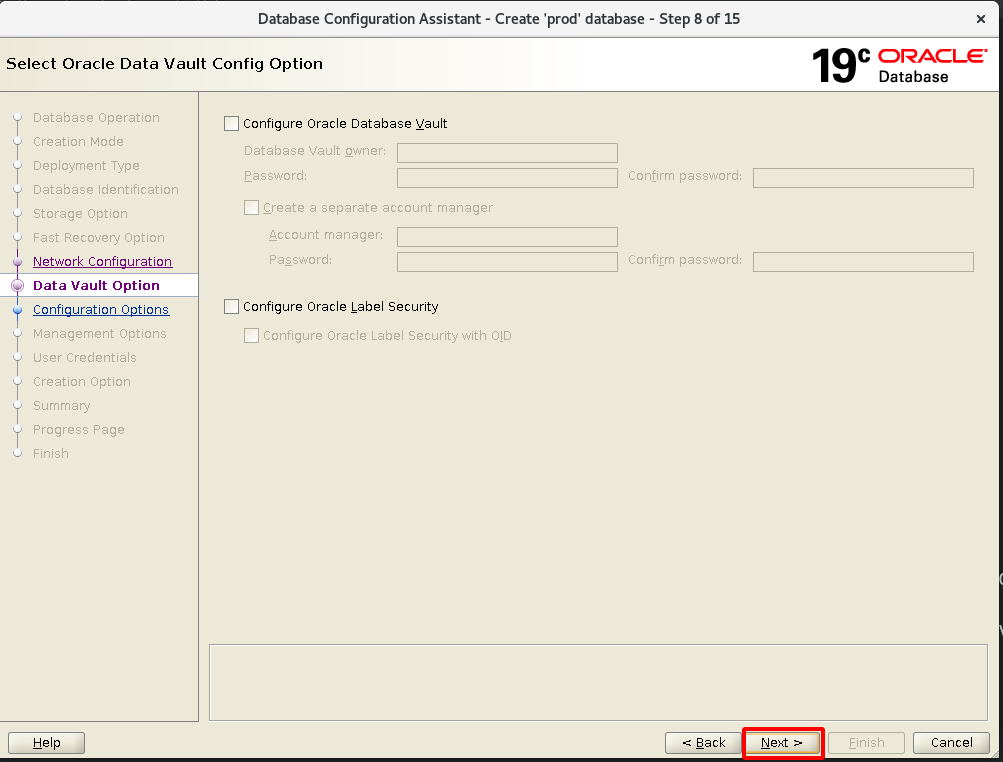 Database Configuration Assistant - Create 'prod' database - Step 8 of 15
×
Select Oracle Data Vault Config Option
19c ORACLE
Database
Database Operation
Creation Mode
Deployment Type
Database Identification
Storage Option
Fast Recovery Option
Network Configuration
Data Vault Option
Configuration Options
Management Options
User Credentials
Creation Option
Summary
Progress Page
Finish
Configure Oracle Database Vault
Database Vault owner:
Password:
Confirm password:
Create a separate account manager
Account manager:
Password:
Confirm password:
Configure Oracle Label Security
Configure Oracle Label Security with OID
Help
< Back
Next >
Finish
Cancel